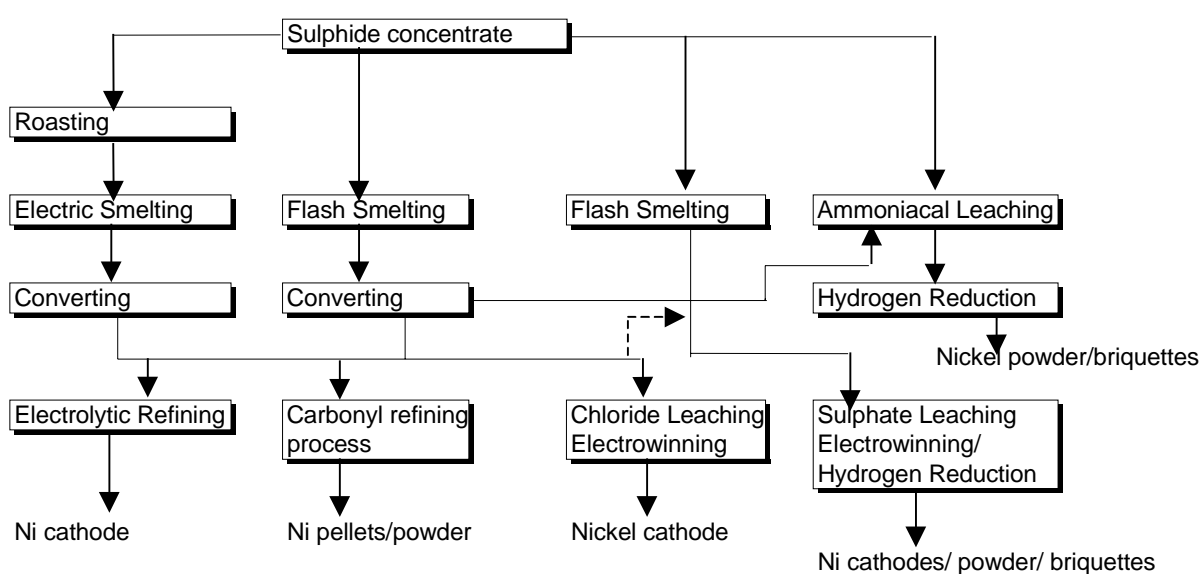 Sulphide concentrate
Roasting
Electric Smelting
Flash Smelting
Flash Smelting
Ammoniacal Leaching
Converting
Converting
Hydrogen Reduction
Nickel powder/briquettes
Electrolytic Refining
Carbonyl refining
process
Chloride Leaching
Electrowinning
Sulphate Leaching
Electrowinning/
Hydrogen Reduction
Ni cathode
Ni pellets/powder
Nickel cathode
Ni cathodes/ powder/ briquettes